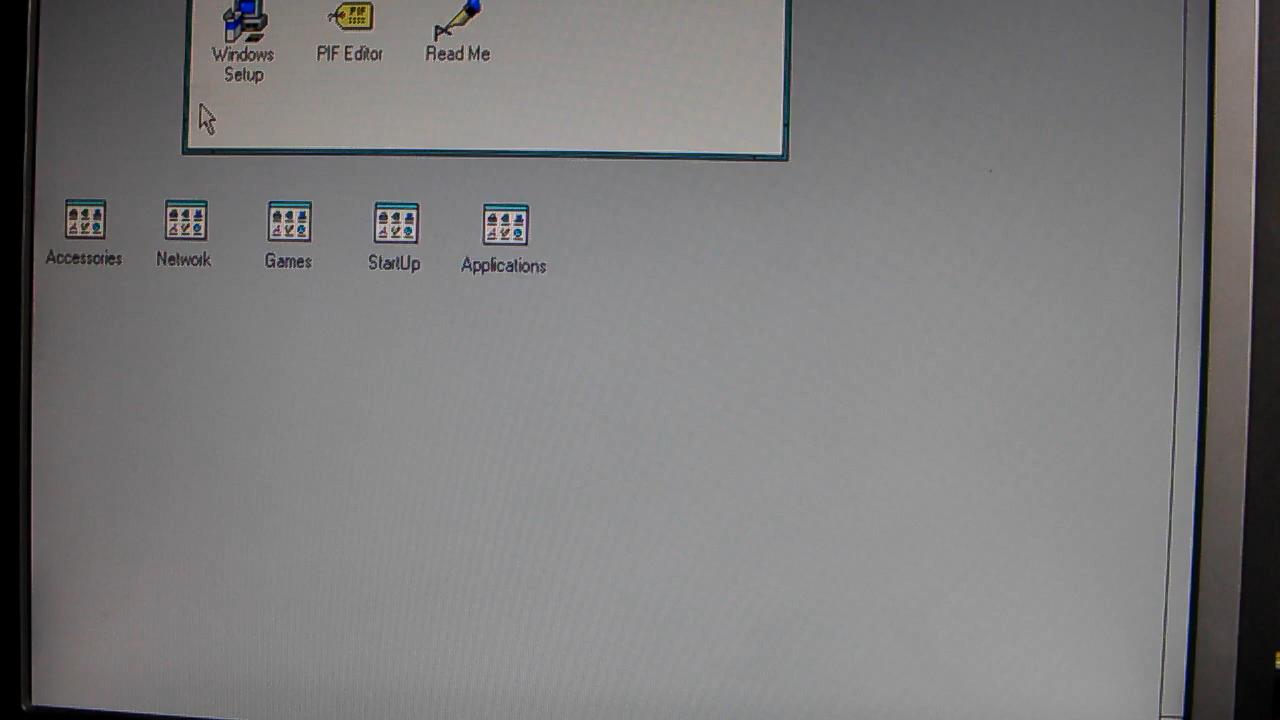 Windows
Setup
PIF Editor
Read Me
Accessories
Network
Games
StartUp
Applications